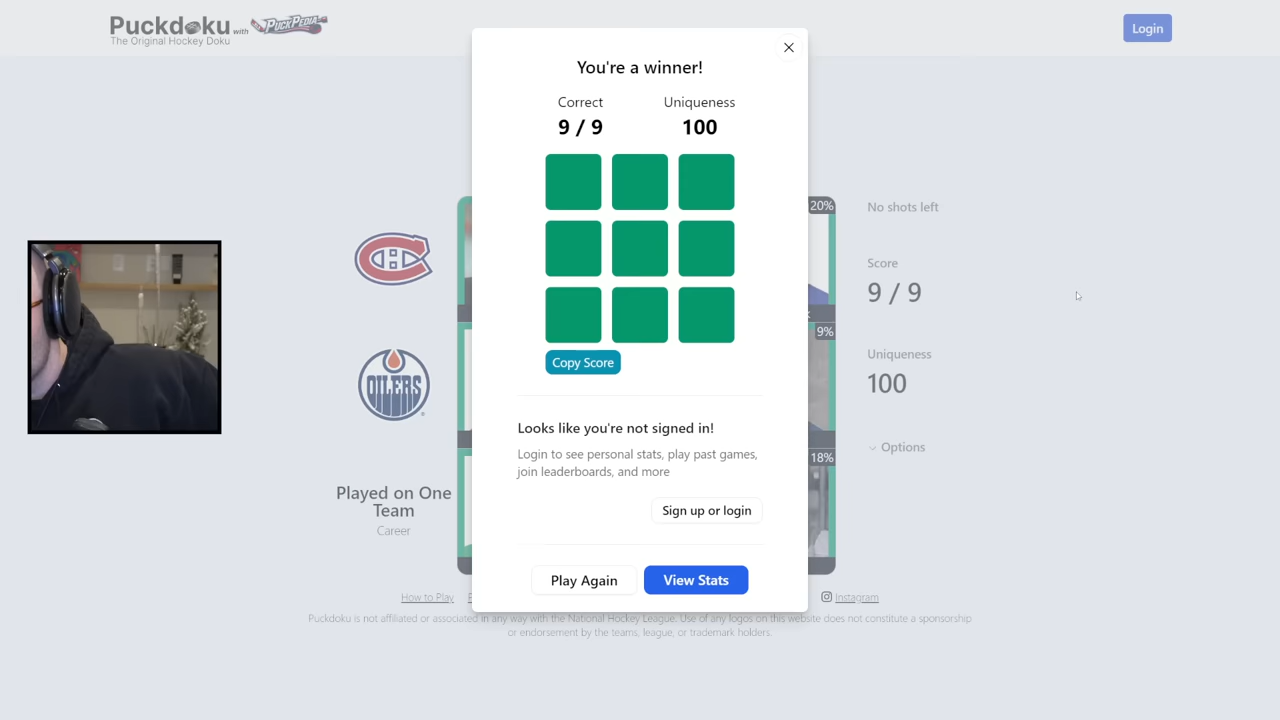 Puckdoku with PUCKPEDIA
The Original Hockey Doku
Login
You're a winner!
Correct
Uniqueness
9 / 9
100
Copy Score
Looks like you're not signed in!
Login to see personal stats, play past games,
join leaderboards, and more
Sign up or login
Play Again
View Stats
20%
9%
18%
No shots left
Score
9 / 9
Uniqueness
100
Options
OILERS
Played on One
Team
Career
How to Play
Instagram
Puckdoku is not affiliated or associated in any way with the National Hockey League. Use of any logos on this website does not constitute a sponsorship
or endorsement by the teams, league, or trademark holders.